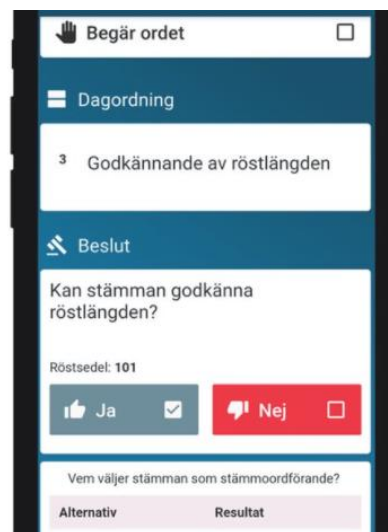 Begär ordet
Dagordning
3 Godkännande av röstlängden
Beslut
Kan stämman godkänna
röstlängden?
Röstsedel: 101
Ja
Nej
Vem väljer stämman som stämmoordförande?
Alternativ Resultat